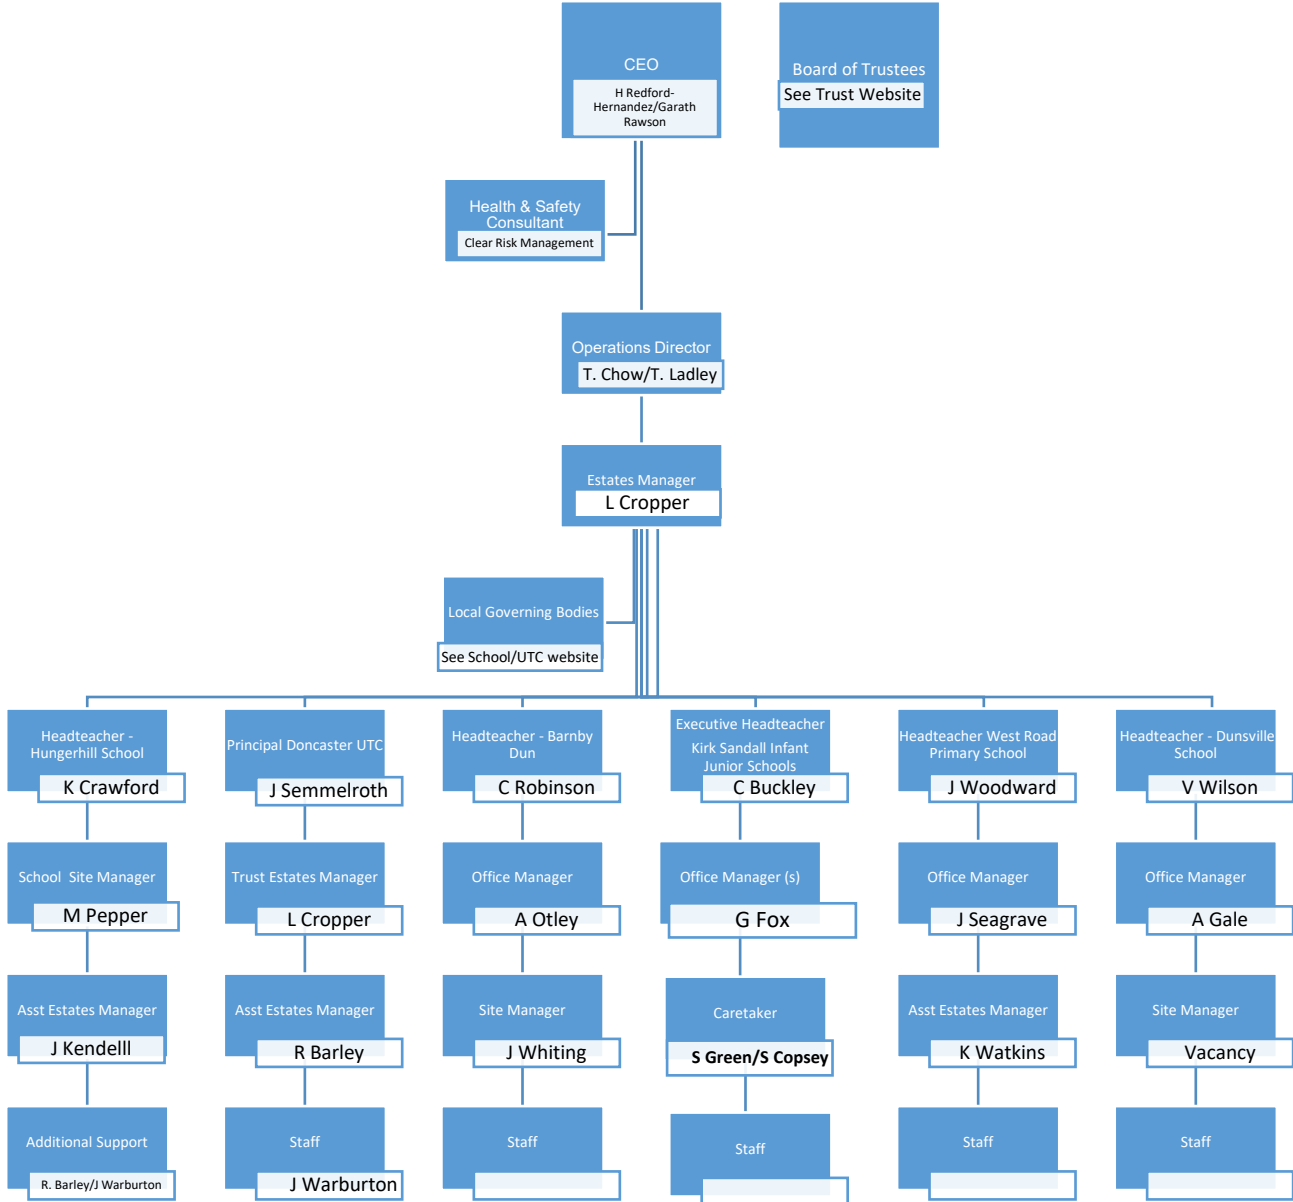 CEO
H Redford-
Hernandez/Garath
Rawson
Board of Trustees
See Trust Website
Health & Safety
Consultant
Clear Risk Management
Operations Director
T. Chow/T. Ladley
Estates Manager
L Cropper
Local Governing Bodies
See School/UTC website
Headteacher -
Hungerhill School
K Crawford
Principal Doncaster UTC
J Semmelroth
Headteacher - Barnby
Dun
C Robinson
Executive Headteacher
Kirk Sandall Infant
Junior Schools
C Buckley
Headteacher West Road
Primary School
J Woodward
Headteacher - Dunsville
School
V Wilson
School  Site Manager
M Pepper
Trust Estates Manager
L Cropper
Office Manager
A Otley
Office Manager (s)
G Fox
Office Manager
J Seagrave
Office Manager
A Gale
Asst Estates Manager
J Kendelll
Asst Estates Manager
R Barley
Site Manager
J Whiting
Caretaker
S Green/S Copsey
Asst Estates Manager
K Watkins
Site Manager
Vacancy
Additional Support
R. Barley/J Warburton
Staff
J Warburton
Staff
Staff
Staff
Staff